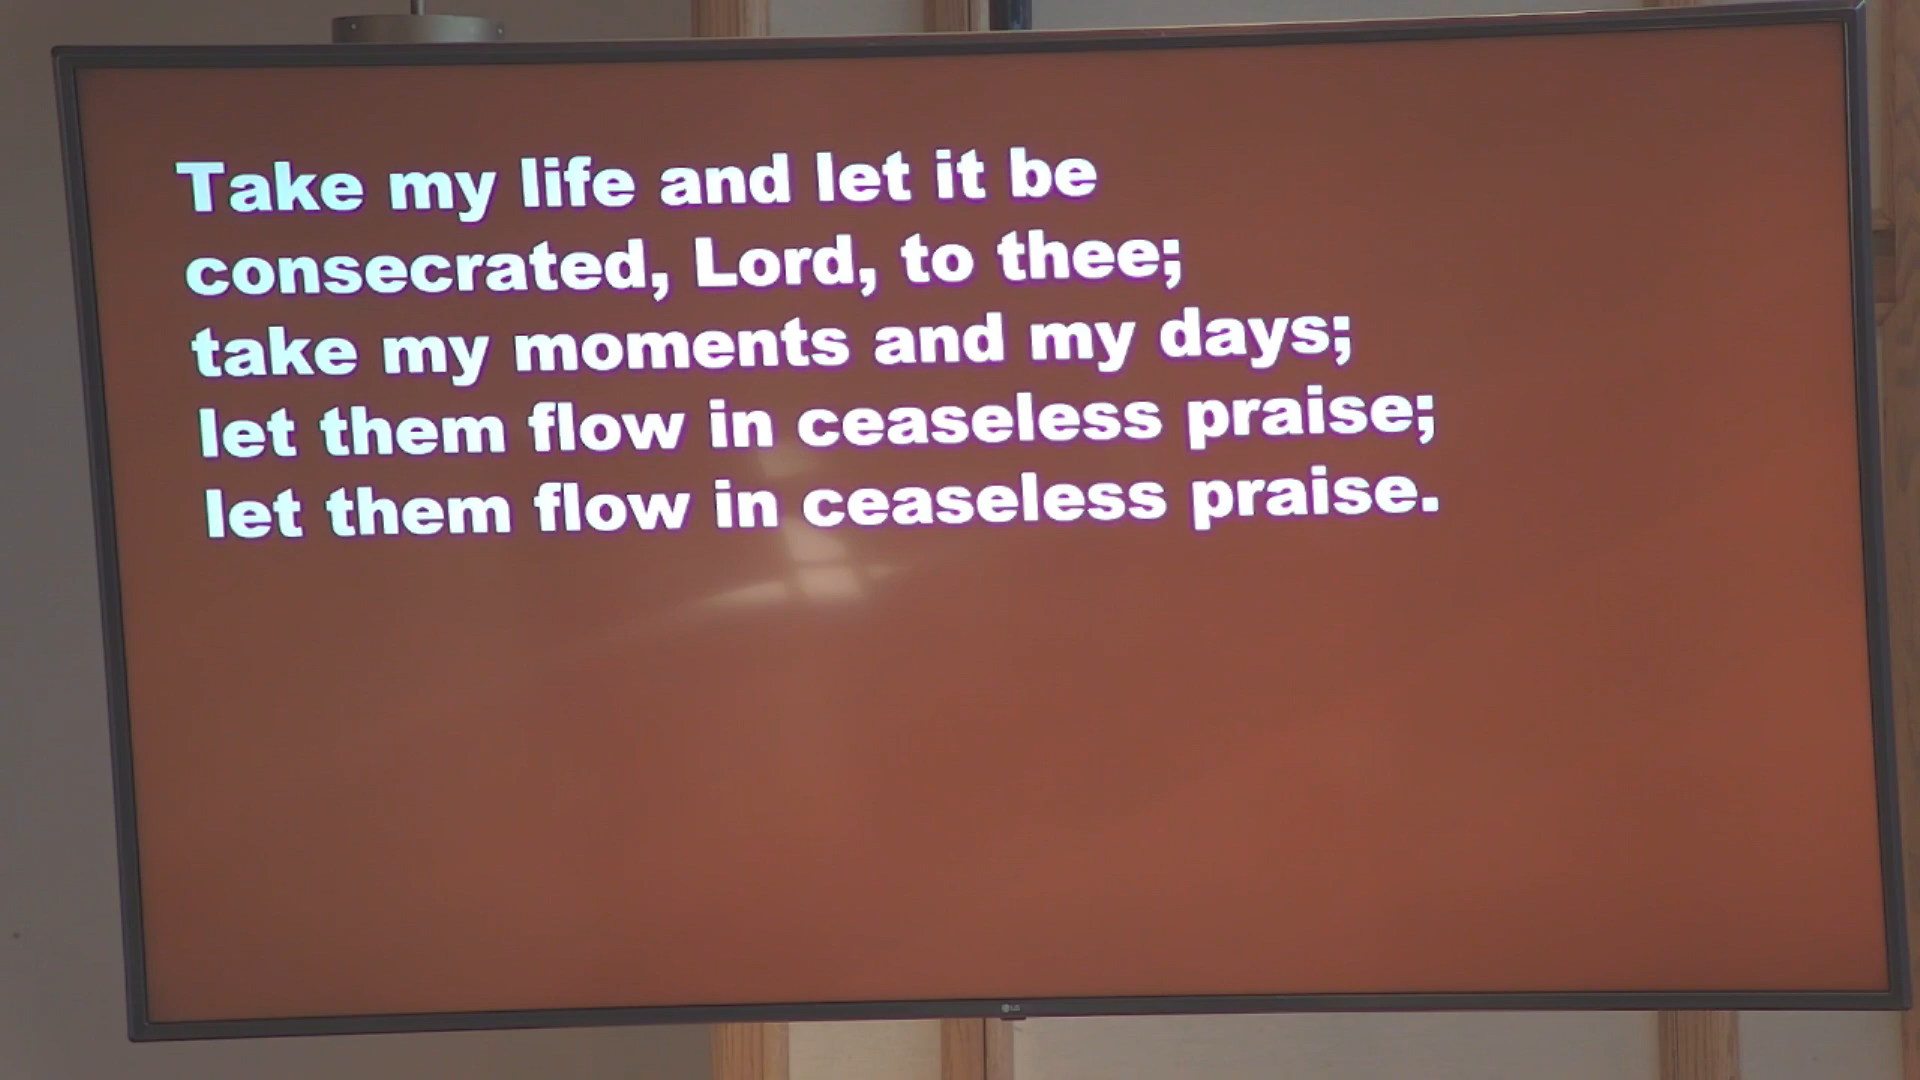 Take my life and let it be
consecrated, Lord, to thee;
take my moments and my days;
let them flow in ceaseless praise;
let them flow in ceaseless praise.
LG